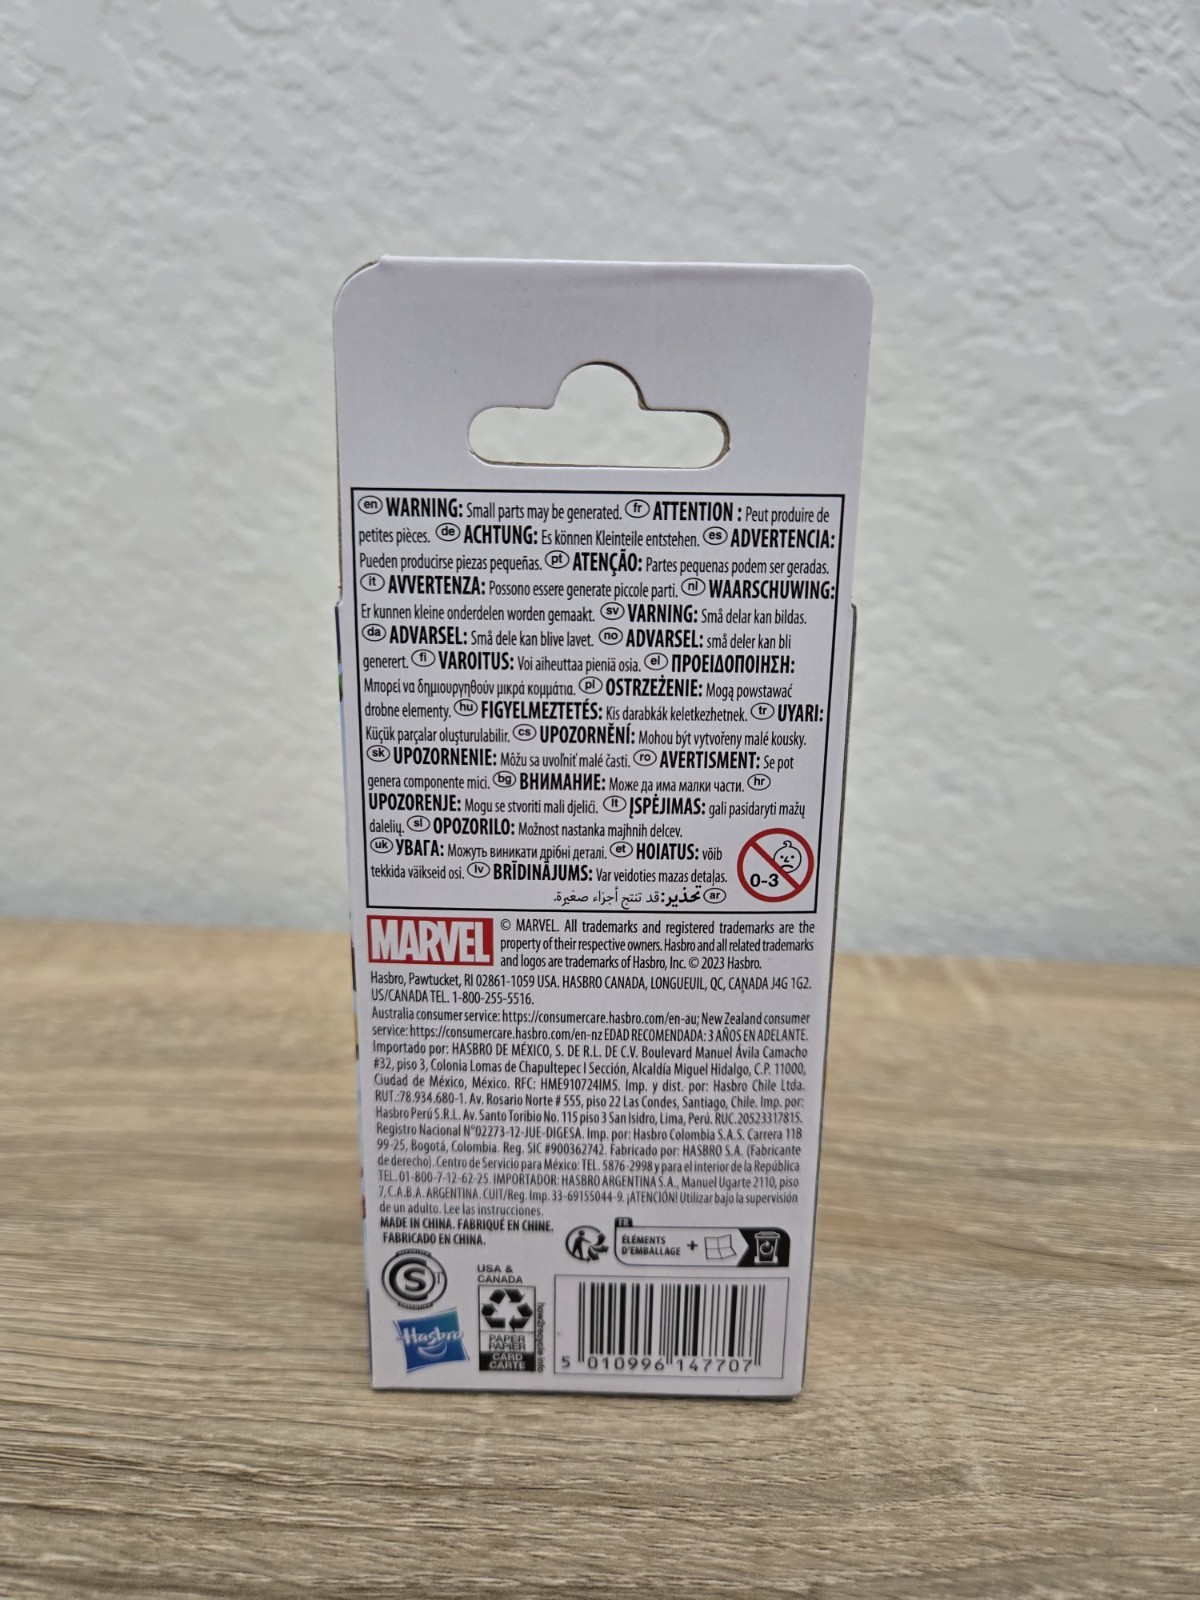 en WARNING: Small parts may be generated. fr ATTENTION : Peut produire de
petites pièces. de ACHTUNG: Es können Kleinteile entstehen. es ADVERTENCIA:
Pueden producirse piezas pequeñas. pt ATENÇÃO: Partes pequenas podem ser geradas.
it AVVERTENZA: Possono essere generate piccole parti. nl WAARSCHUWING:
Er kunnen kleine onderdelen worden gemaakt. sv VARNING: Små delar kan bildas.
da ADVARSEL: Små dele kan blive lavet. no ADVARSEL: små deler kan bli
generert. fi VAROITUS: Voi aiheuttaa pieniä osia. el ΠΡΟΕΙΔΟΠΟΙΗΣΗ:
Μπορεί να δημιουργηθούν μικρά κομμάτια. pl OSTRZEŻENIE: Mogą powstawać
drobne elementy. hu FIGYELMEZTETÉS: Kis darabkák keletkezhetnek. tr UYARI:
Küçük parçalar oluşturulabilir. cs UPOZORNĚNÍ: Mohou být vytvořeny malé kousky.
sk UPOZORNENIE: Môžu sa uvoľniť malé časti. ro AVERTISMENT: Se pot
genera componente mici. bg ВНИМАНИЕ: Може да има малки части. hr
UPOZORENJE: Mogu se stvoriti mali djelići. lt ĮSPĖJIMAS: gali pasidaryti mažų
dalelių. sl OPOZORILO: Možnost nastanka majhnih delcev.
uk УВАГА: Можуть виникати дрібні деталі. et HOIATUS: võib
tekkida väikseid osi. lv BRĪDINĀJUMS: Var veidoties mazas detaļas.
ar تحذير: قد تنتج أجزاء صغيرة.
0-3
MARVEL
© MARVEL. All trademarks and registered trademarks are the
property of their respective owners. Hasbro and all related trademarks
and logos are trademarks of Hasbro, Inc. © 2023 Hasbro.
Hasbro, Pawtucket, RI 02861-1059 USA. HASBRO CANADA, LONGUEUIL, QC, CANADA J4G 1G2.
US/CANADA TEL. 1-800-255-5516.
Australia consumer service: https://consumercare.hasbro.com/en-au; New Zealand consumer
service: https://consumercare.hasbro.com/en-nz EDAD RECOMENDADA: 3 AÑOS EN ADELANTE.
Importado por: HASBRO DE MÉXICO, S. DE R.L. DE C.V. Boulevard Manuel Ávila Camacho
#32, piso 3, Colonia Lomas de Chapultepec I Sección, Alcaldía Miguel Hidalgo, C.P. 11000,
Ciudad de México, México. RFC: HME910724IM5. Imp. y dist. por: Hasbro Chile Ltda.
RUT.:78.934.680-1. Av. Rosario Norte # 555, piso 22 Las Condes, Santiago, Chile. Imp. por:
Hasbro Perú S.R.L. Av. Santo Toribio No. 115 piso 3 San Isidro, Lima, Perú. RUC.20523317815.
Registro Nacional N°02273-12-JUE-DIGESA. Imp. por: Hasbro Colombia S.A.S. Carrera 11B
99-25, Bogotá, Colombia. Reg. SIC #900362742. Fabricado por: HASBRO S.A. (Fabricante
de derecho). Centro de Servicio para México: TEL. 5876-2998 y para el interior de la República
TEL. 01-800-7-12-62-25. IMPORTADOR: HASBRO ARGENTINA S.A., Manuel Ugarte 2110, piso
7, C.A.B.A. ARGENTINA. CUIT/Reg. Imp. 33-69155044-9. ¡ATENCIÓN! Utilizar bajo la supervisión
de un adulto. Lee las instrucciones.
MADE IN CHINA. FABRIQUÉ EN CHINE.
FABRICADO EN CHINA.
FR
ÉLÉMENTS
D'EMBALLAGE +
S
Hasbro
USA &
CANADA
PAPER
PAPIER
CARD
CARTE
how2recycle.info
5 010996 147707